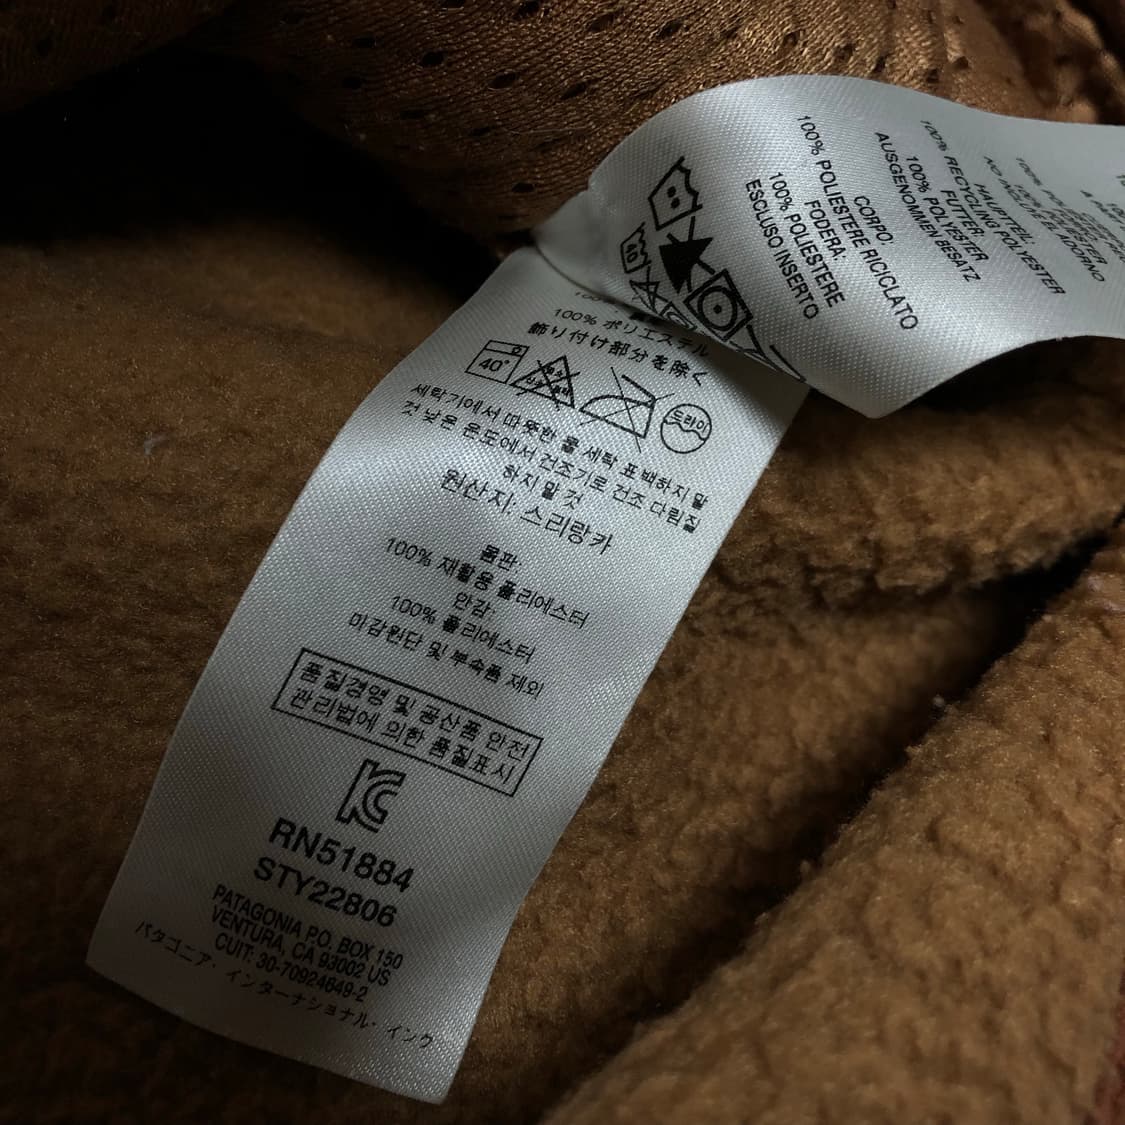 100% POLIESTERE RICICLATO
CORPO:
FODERA:
100% POLIESTERE
ESCLUSO INSERTO
100% RECYCLING POLYESTER
HAUPTTEIL:
FUTTER:
100% POLYESTER
AUSGENOMMEN BESATZ
40
100% ポリエステル
飾り付け部分を除く
40°
드라이
세탁기에서 따뜻한 물 세탁 표백하지 말
것 낮은 온도에서 건조기로 건조 다림질
하지 말 것
원산지: 스리랑카
몸판:
100% 재활용 폴리에스터
안감:
100% 폴리에스터
마감원단 및 부속품 제외
품질경영 및 공산품 안전
관리법에 의한 품질표시
KC
RN51884
STY22806
PATAGONIA P.O. BOX 150
VENTURA, CA 93002 US
CUIT: 30-70924649-2
パタゴニア・インターナショナル・インク